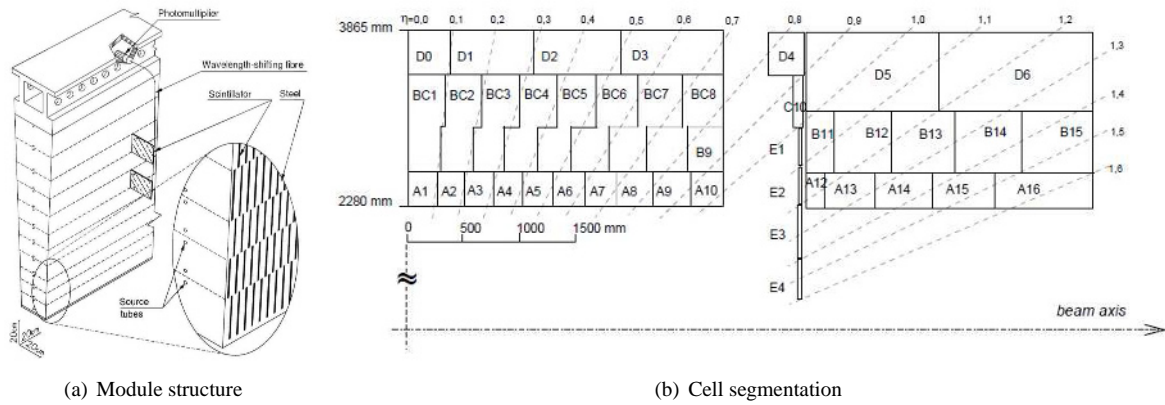 Photomultiplier
Wavelength-shifting fibre
Scintillator
Steel
Source
tubes
3865 mm
η=0,0 0,1 0,2 0,3 0,4 0,5 0,6 0,7 0,8 0,9 1,0 1,1 1,2
D0 D1 D2 D3 D4 D5 D6
1,3
BC1 BC2 BC3 BC4 BC5 BC6 BC7 BC8 C10
1,4
B9 B11 B12 B13 B14 B15
1,5
E1
1,6
A1 A2 A3 A4 A5 A6 A7 A8 A9 A10 E2 A12 A13 A14 A15 A16
2280 mm
0 500 1000 1500 mm
E3
E4
beam axis
(a) Module structure
(b) Cell segmentation